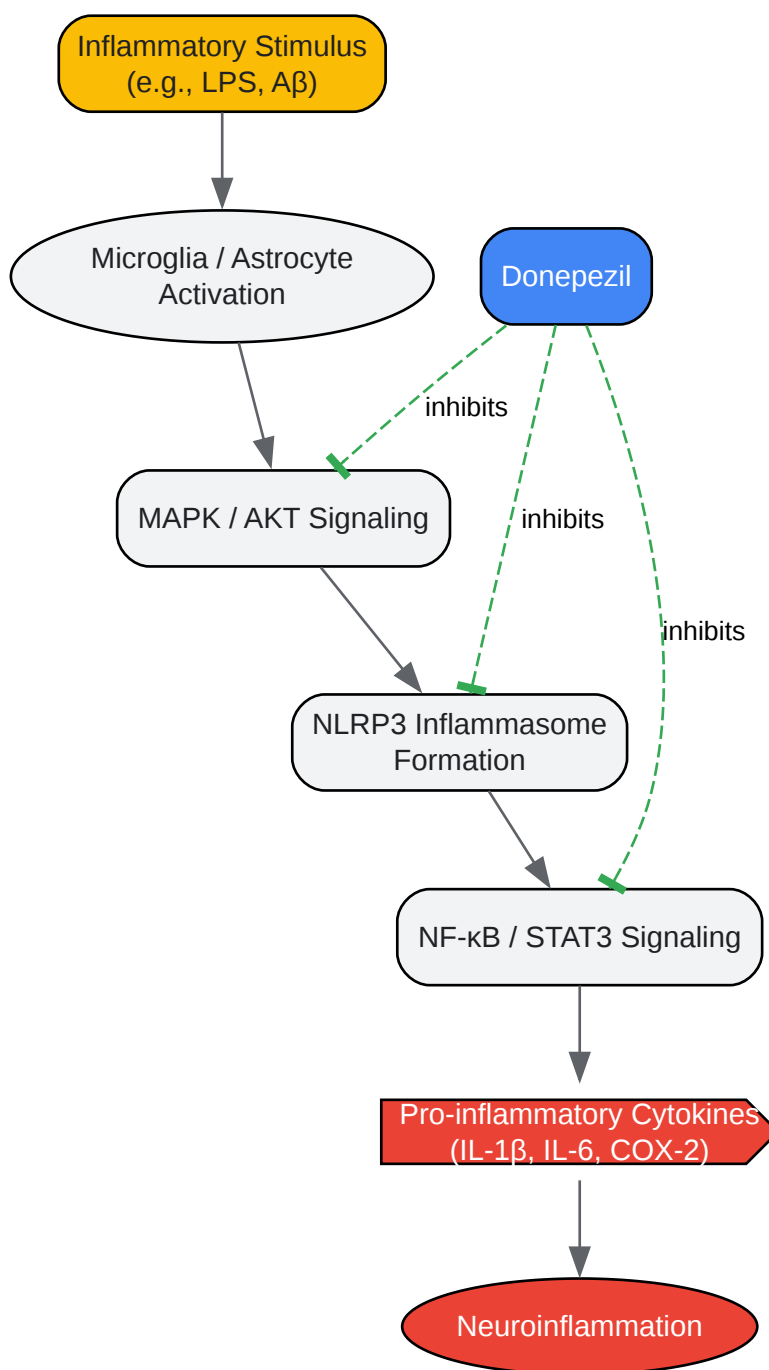 Inflammatory Stimulus
(e.g., LPS, Aβ)
Microglia / Astrocyte
Activation
Donepezil
inhibits
MAPK / AKT Signaling
inhibits
inhibits
NLRP3 Inflammasome
Formation
NF-κB / STAT3 Signaling
Pro-inflammatory Cytokines
(IL-1β, IL-6, COX-2)
Neuroinflammation